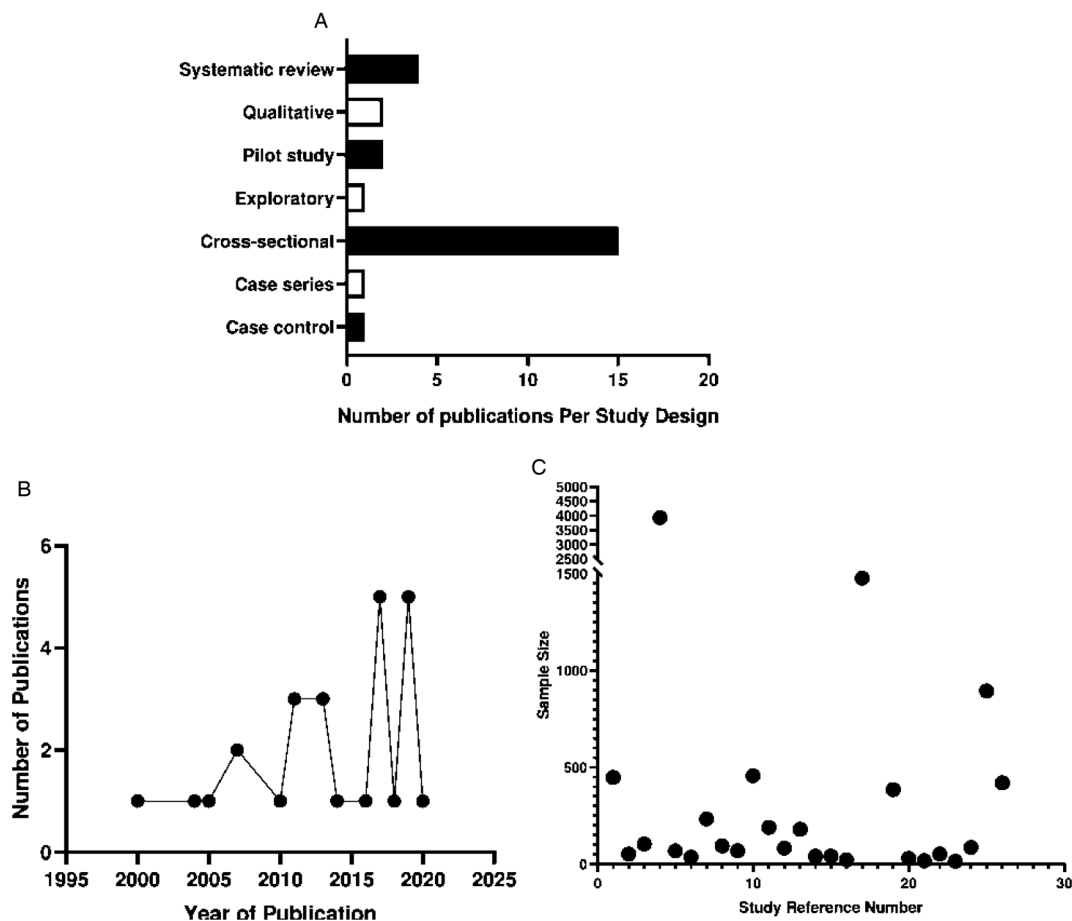 A
Systematic review
Qualitative
Pilot study
Exploratory
Cross-sectional
Case series
Case control
0 5 10 15 20
Number of publications Per Study Design
B
6
4
2
0
Number of Publications
1995 2000 2005 2010 2015 2020 2025
Year of Publication
C
5000
4500
4000
3500
3000
2500
1500
1000
500
0
Sample Size
0 10 20 30
Study Reference Number